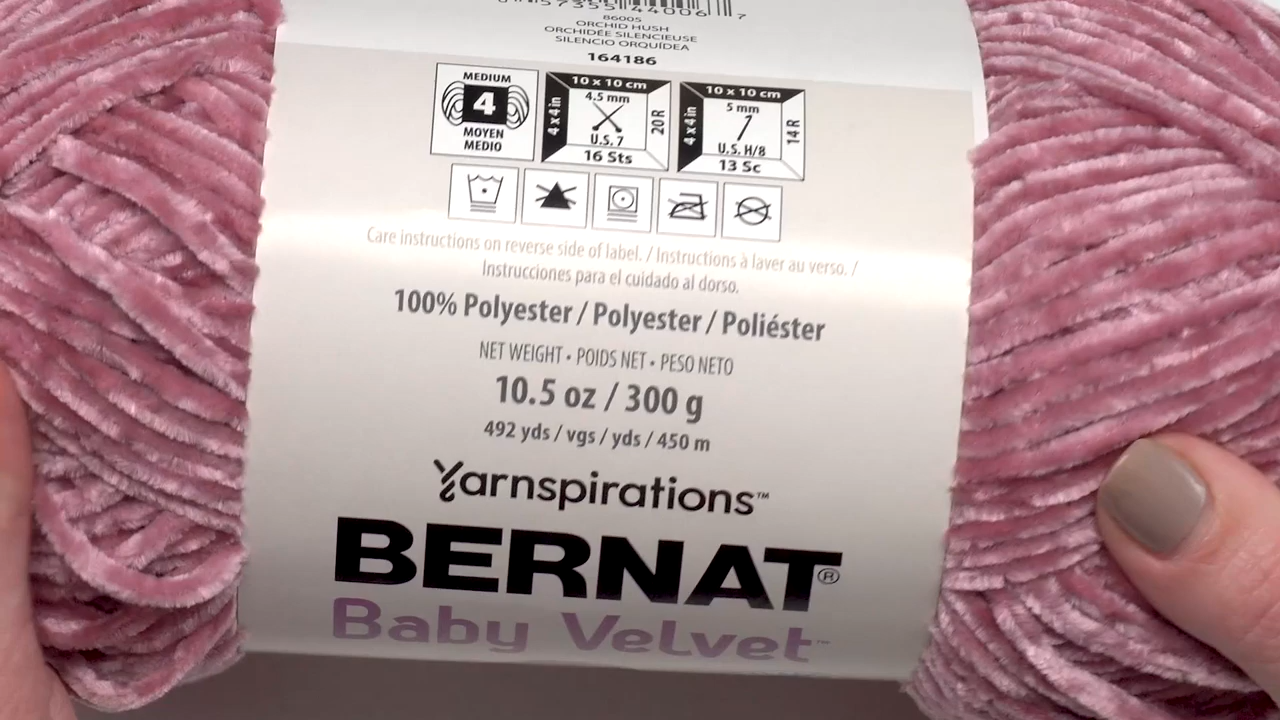 86005
ORCHID HUSH
ORCHIDÉE SILENCIEUSE
SILENCIO ORQUÍDEA
164186
MEDIUM
4
MOYEN
MEDIO
10 x 10 cm
4 x 4 in
4.5 mm
U.S. 7
20 R
16 Sts
10 x 10 cm
4 x 4 in
5 mm
U.S. H/8
14 R
13 Sc
Care instructions on reverse side of label. / Instructions à laver au verso. /
Instrucciones para el cuidado al dorso.
100% Polyester / Polyester / Poliéster
NET WEIGHT • POIDS NET • PESO NETO
10.5 oz / 300 g
492 yds / vgs / yds / 450 m
Yarnspirations™
BERNAT®
Baby Velvet™